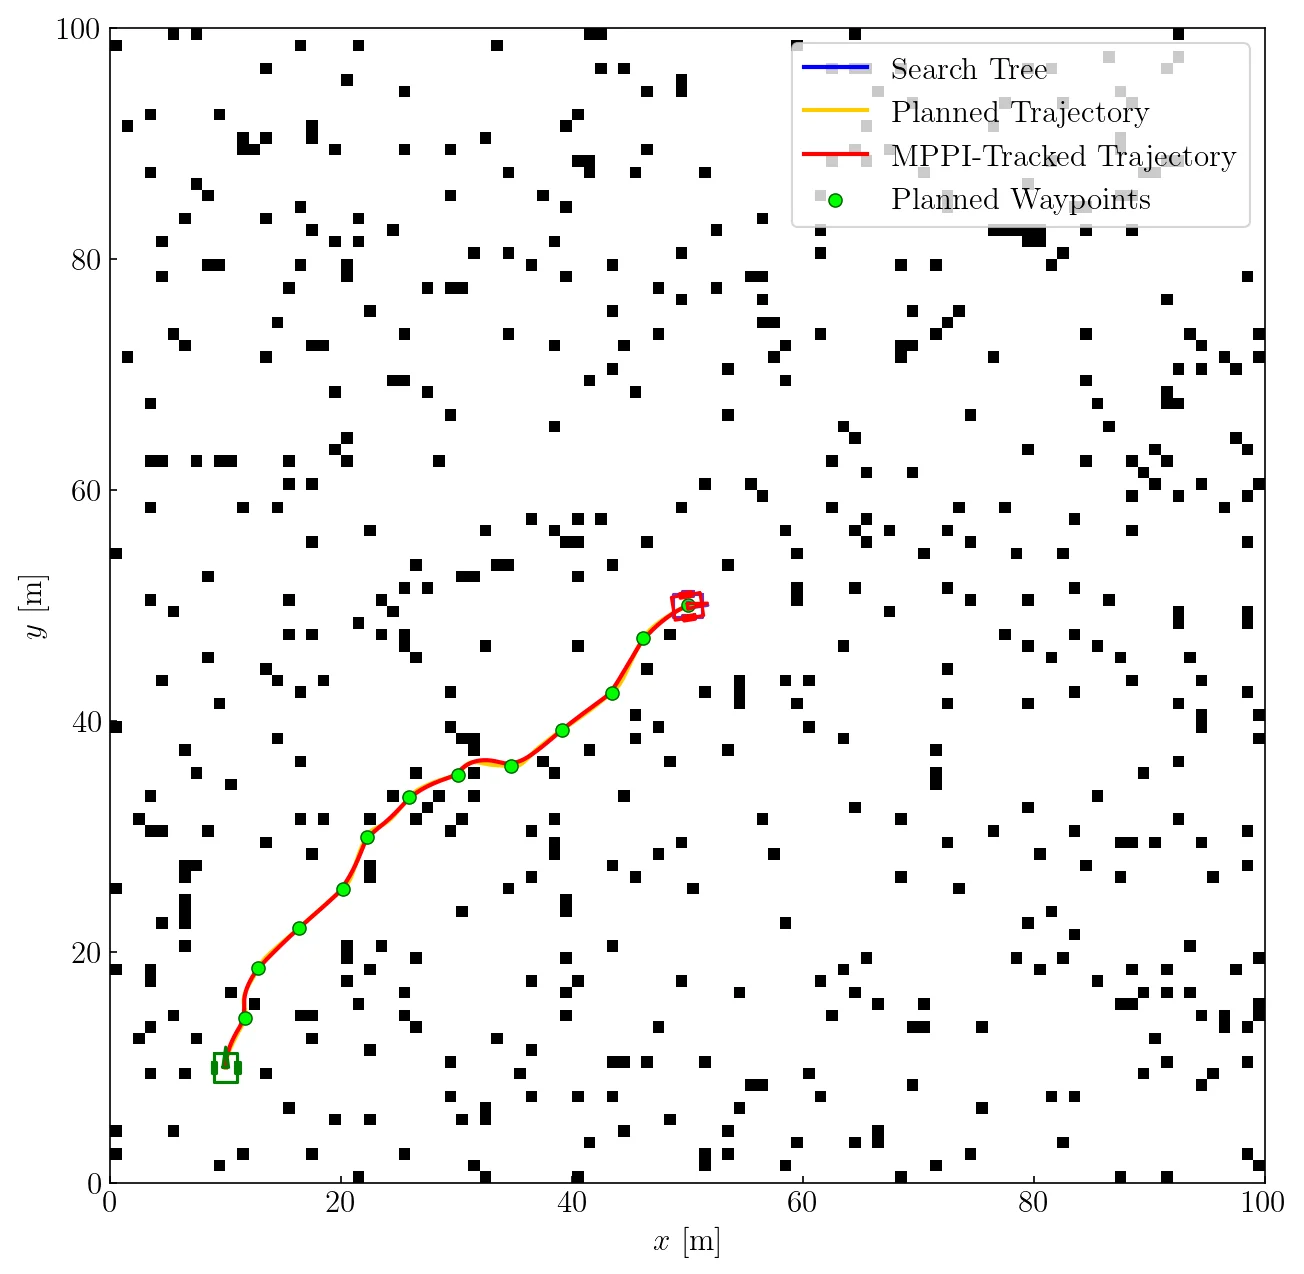 100
80
60
40
20
0
y [m]
0 20 40 60 80 100
x [m]
Search Tree
Planned Trajectory
MPPI-Tracked Trajectory
Planned Waypoints